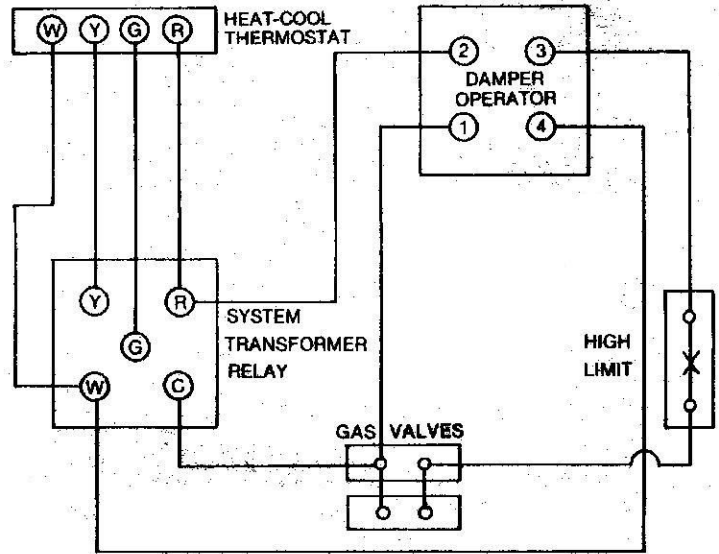 W Y G R
HEAT-COOL
THERMOSTAT
2 3
DAMPER
OPERATOR
1 4
Y R
SYSTEM
G
TRANSFORMER
RELAY
W C
HIGH
LIMIT
GAS VALVES